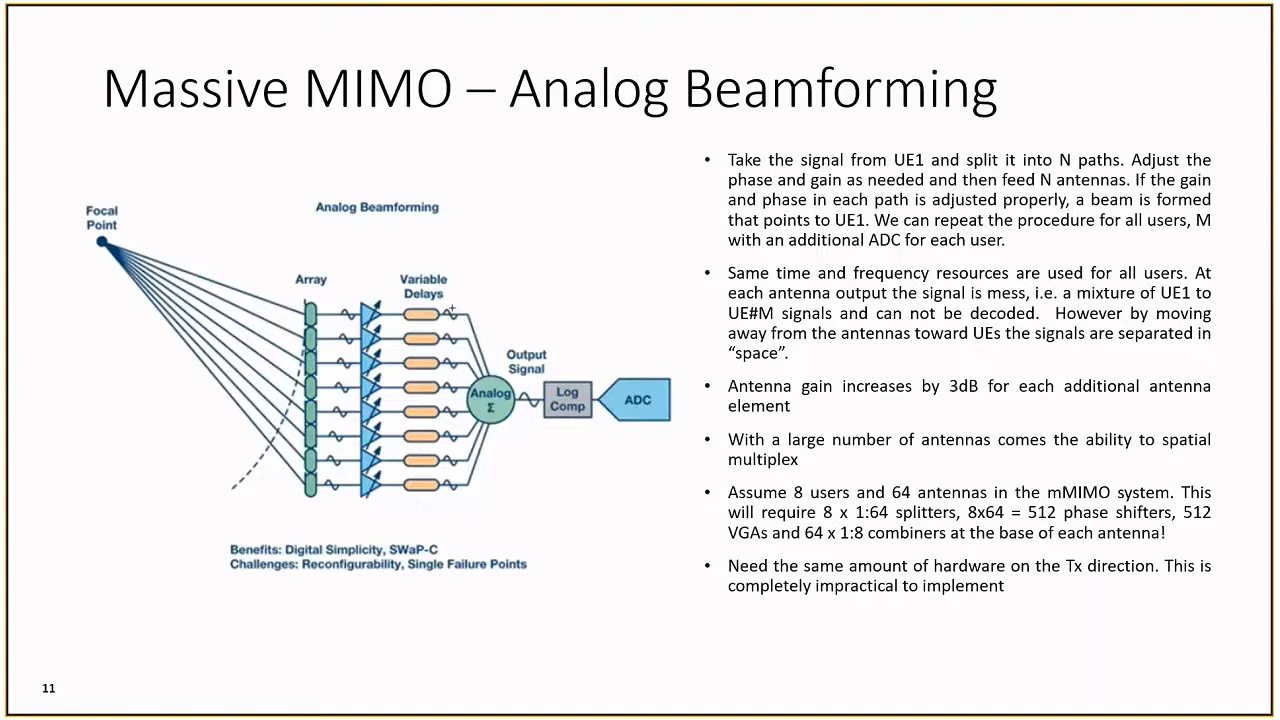 Massive MIMO – Analog Beamforming
Focal
Point
Analog Beamforming
Array
Variable
Delays
Output
Signal
Analog
Σ
Log
Comp
ADC
Benefits: Digital Simplicity, SWaP-C
Challenges: Reconfigurability, Single Failure Points
• Take the signal from UE1 and split it into N paths. Adjust the
phase and gain as needed and then feed N antennas. If the gain
and phase in each path is adjusted properly, a beam is formed
that points to UE1. We can repeat the procedure for all users, M
with an additional ADC for each user.
• Same time and frequency resources are used for all users. At
each antenna output the signal is mess, i.e. a mixture of UE1 to
UE#M signals and can not be decoded. However by moving
away from the antennas toward UEs the signals are separated in
“space”.
• Antenna gain increases by 3dB for each additional antenna
element
• With a large number of antennas comes the ability to spatial
multiplex
• Assume 8 users and 64 antennas in the mMIMO system. This
will require 8 x 1:64 splitters, 8x64 = 512 phase shifters, 512
VGAs and 64 x 1:8 combiners at the base of each antenna!
• Need the same amount of hardware on the Tx direction. This is
completely impractical to implement
11